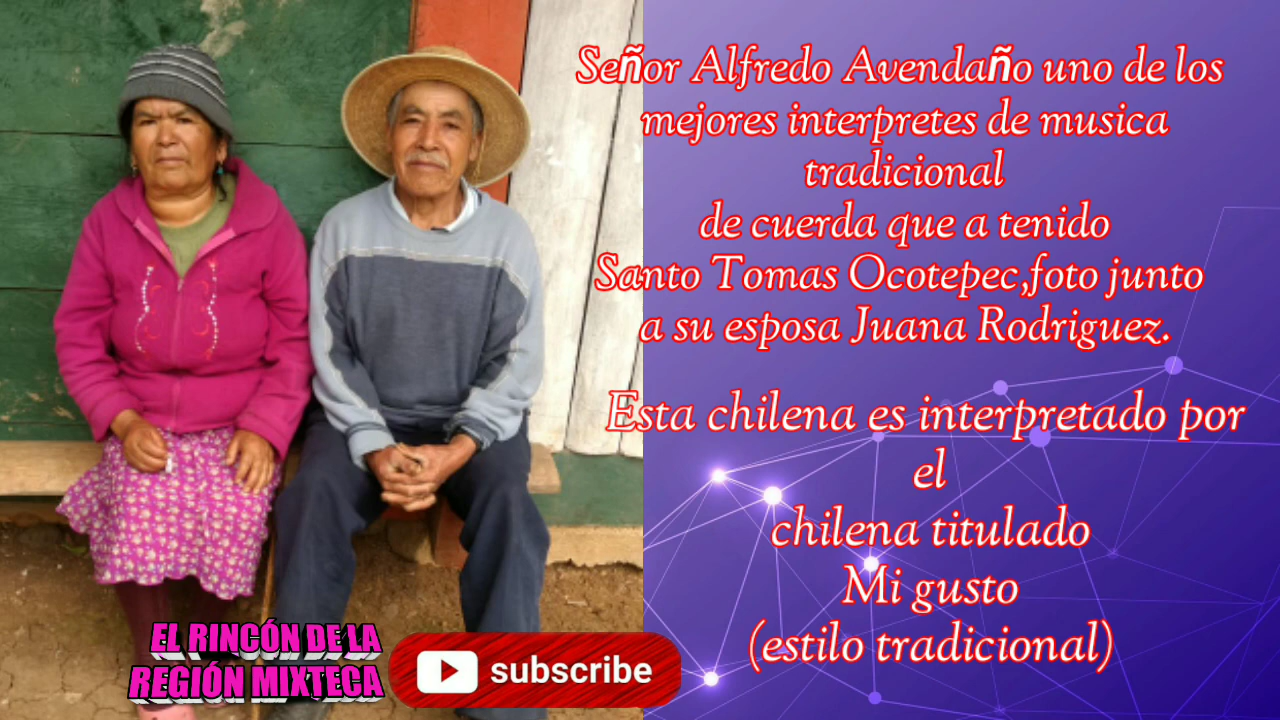 Señor Alfredo Avendaño uno de los
mejores interpretes de musica
tradicional
de cuerda que a tenido
Santo Tomas Ocotepec,foto junto
a su esposa Juana Rodriguez.
Esta chilena es interpretado por
el
chilena titulado
Mi gusto
(estilo tradicional)
EL RINCÓN DE LA
REGIÓN MIXTECA
subscribe